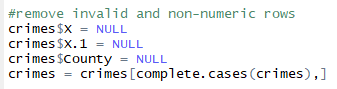 #remove invalid and non-numeric rows
crimes$X = NULL
crimes$X.1 = NULL
crimes$County = NULL
crimes = crimes[complete.cases(crimes),]